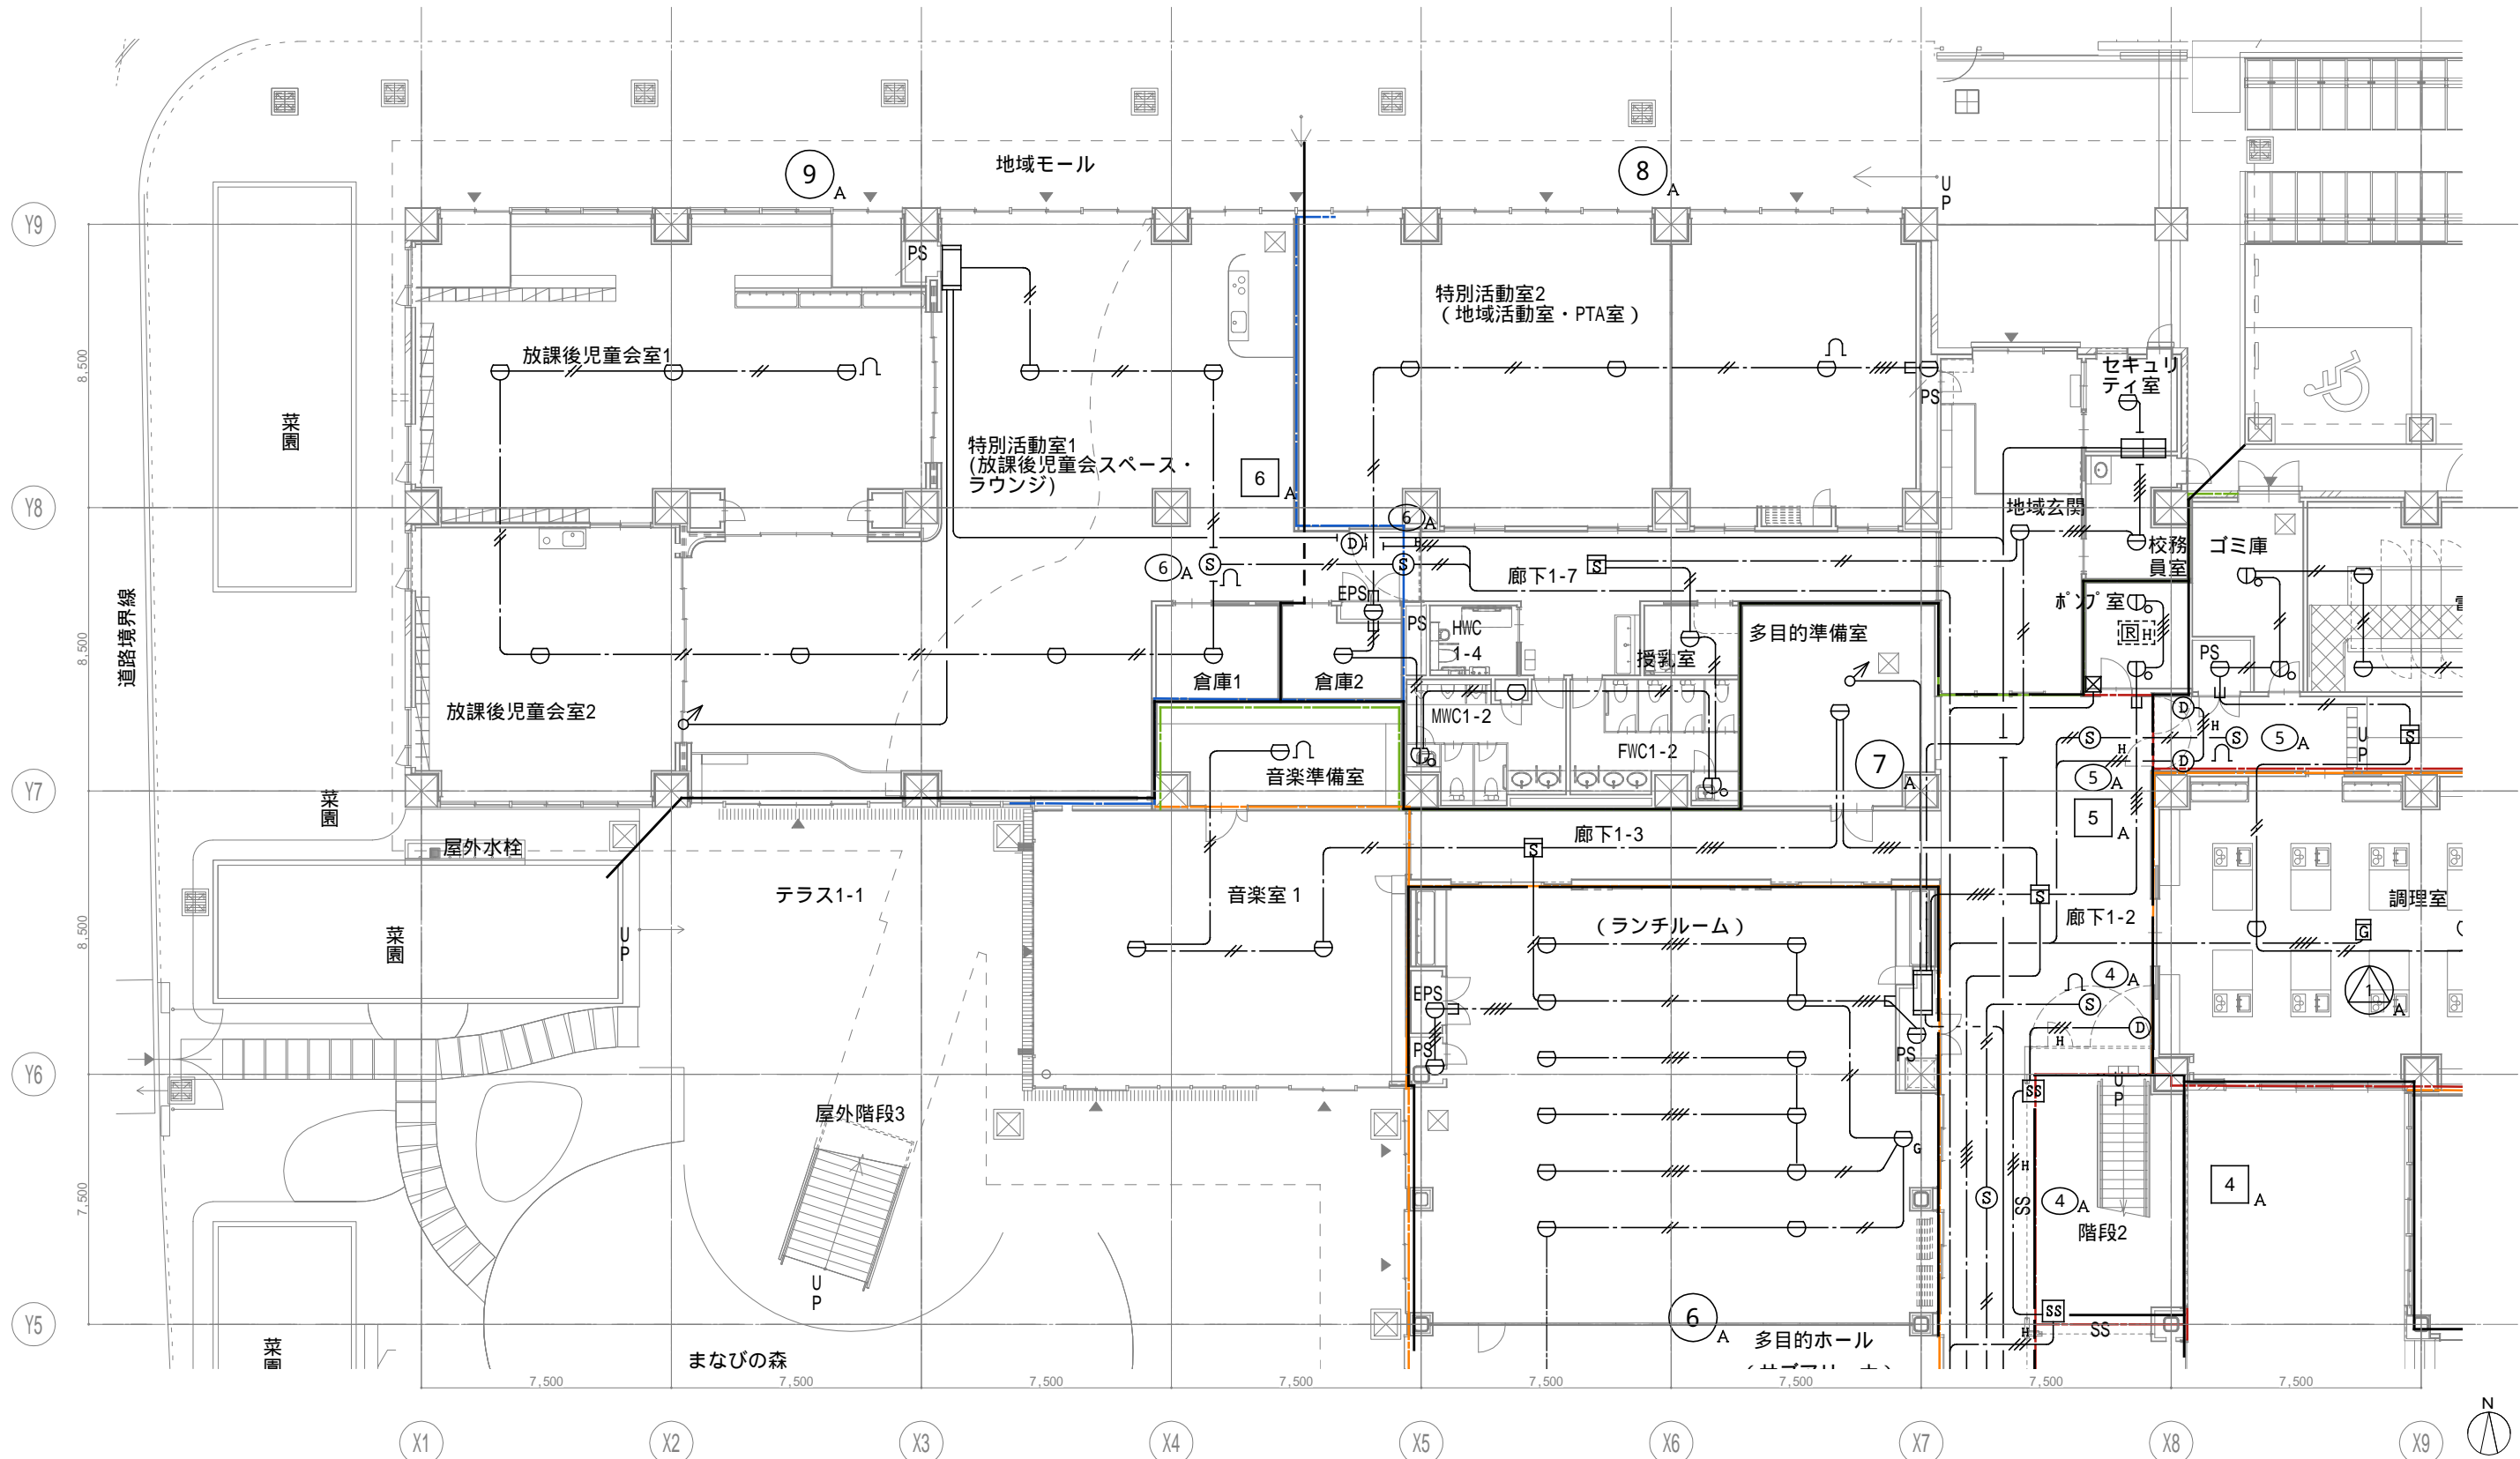 地域モール
9
A
8
A
UP
Y9
PS
特別活動室2
(地域活動室・PTA室)
放課後児童会室1
セキュリ
ティ室
PS
8,500
菜園
特別活動室1
(放課後児童会スペース・
ラウンジ)
6
A
Y8
地域玄関
6
A
D
H
校務
員室
ゴミ庫
6
A
S
S
S
廊下1-7
EPS
PS
HWC
1-4
授乳室
多目的準備室
ポンプ室
R
H
PS
道路境界線
8,500
倉庫1
倉庫2
放課後児童会室2
MWC1-2
FWC1-2
D
H
S
S
5
A
S
UP
H
D
音楽準備室
7
A
5
A
Y7
菜園
5
A
屋外水栓
廊下1-3
S
テラス1-1
音楽室1
S
廊下1-2
調理室
8,500
菜園
UP
(ランチルーム)
G
4
A
1
A
EPS
S
D
H
PS
PS
Y6
SS
UP
屋外階段3
G
H
4
A
S
SS
4
A
7,500
階段2
UP
SS
Y5
6
A
H
SS
菜園
まなびの森
多目的ホール
7,500
7,500
7,500
7,500
7,500
7,500
7,500
7,500
N
X1
X2
X3
X4
X5
X6
X7
X8
X9